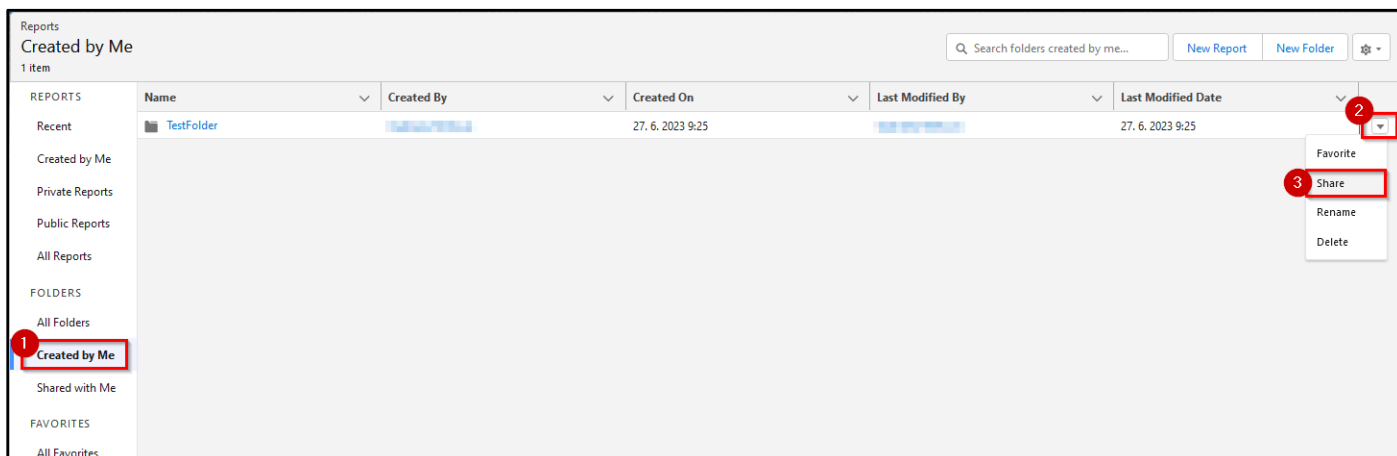 Reports
Created by Me
1 item
Search folders created by me...
New Report
New Folder
REPORTS
Name
Created By
Created On
Last Modified By
Last Modified Date
2
Recent
TestFolder
27. 6. 2023 9:25
27. 6. 2023 9:25
Created by Me
Favorite
Private Reports
3
Share
Public Reports
Rename
All Reports
Delete
FOLDERS
All Folders
1
Created by Me
Shared with Me
FAVORITES
All Favorites